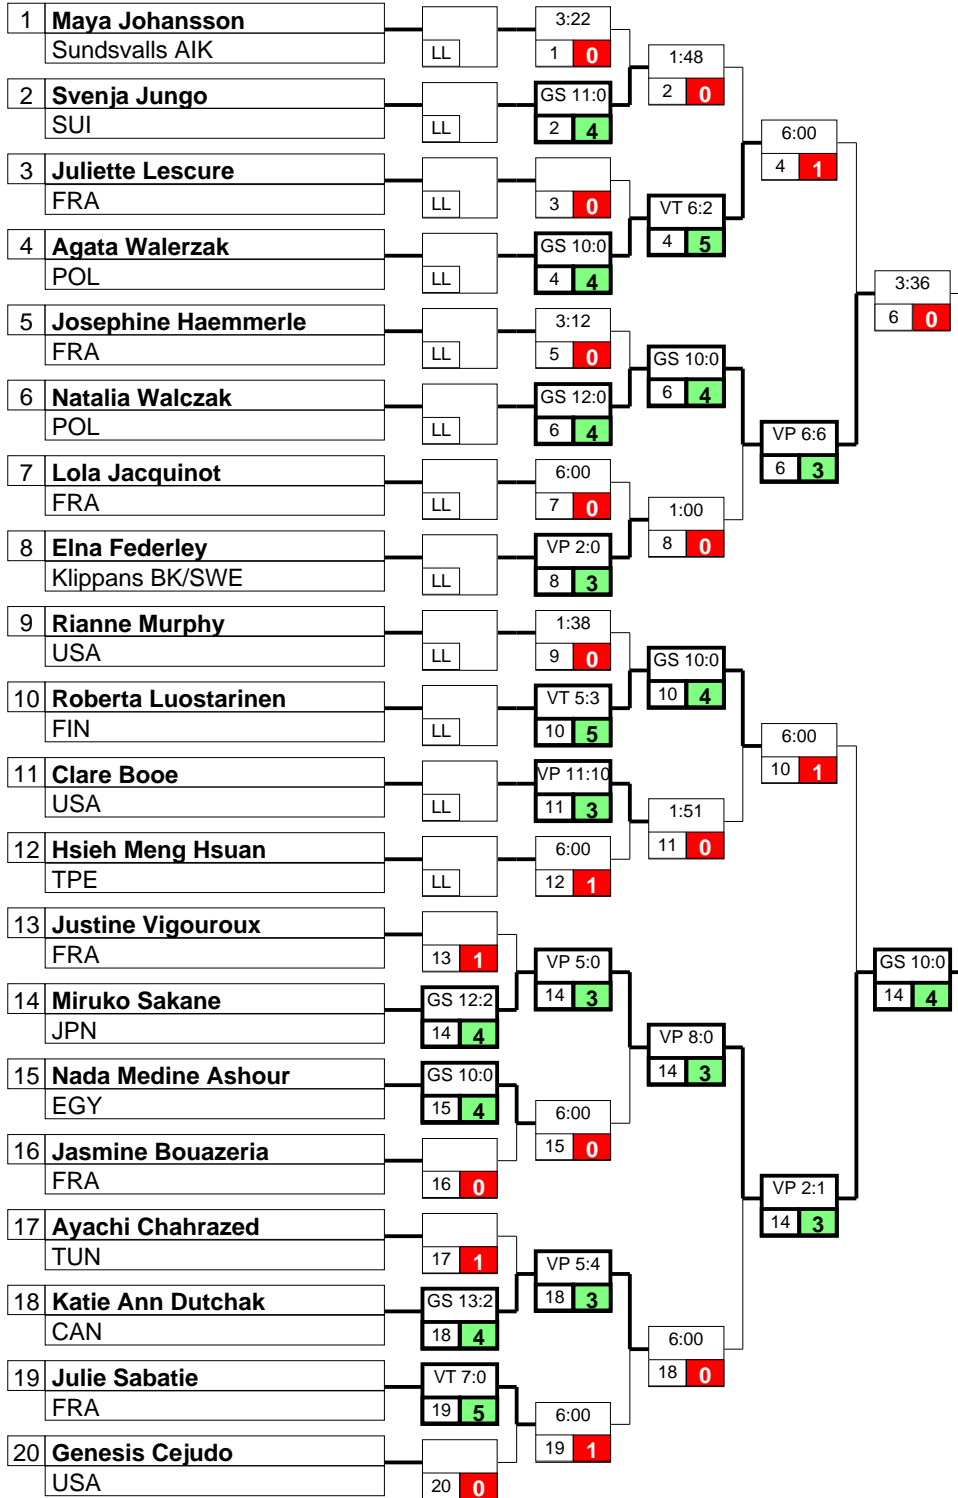 1 Maya Johansson
Sundsvalls AIK
LL
3:22
1 0
1:48
2 0
2 Svenja Jungo
SUI
LL
GS 11:0
2 4
6:00
4 1
3 Juliette Lescure
FRA
LL
3 0
VT 6:2
4 5
4 Agata Walerzak
POL
LL
GS 10:0
4 4
3:36
6 0
5 Josephine Haemmerle
FRA
LL
3:12
5 0
GS 10:0
6 4
6 Natalia Walczak
POL
LL
GS 12:0
6 4
VP 6:6
6 3
7 Lola Jacquinot
FRA
LL
6:00
7 0
1:00
8 0
8 Elna Federley
Klippans BK/SWE
LL
VP 2:0
8 3
9 Rianne Murphy
USA
LL
1:38
9 0
GS 10:0
10 4
10 Roberta Luostarinen
FIN
LL
VT 5:3
10 5
6:00
10 1
11 Clare Booe
USA
LL
VP 11:10
11 3
1:51
11 0
12 Hsieh Meng Hsuan
TPE
LL
6:00
12 1
13 Justine Vigouroux
FRA
13 1
VP 5:0
14 3
GS 10:0
14 4
14 Miruko Sakane
JPN
GS 12:2
14 4
VP 8:0
14 3
15 Nada Medine Ashour
EGY
GS 10:0
15 4
6:00
15 0
16 Jasmine Bouazeria
FRA
16 0
VP 2:1
14 3
17 Ayachi Chahrazed
TUN
17 1
VP 5:4
18 3
18 Katie Ann Dutchak
CAN
GS 13:2
18 4
6:00
18 0
19 Julie Sabatie
FRA
VT 7:0
19 5
6:00
19 1
20 Genesis Cejudo
USA
20 0